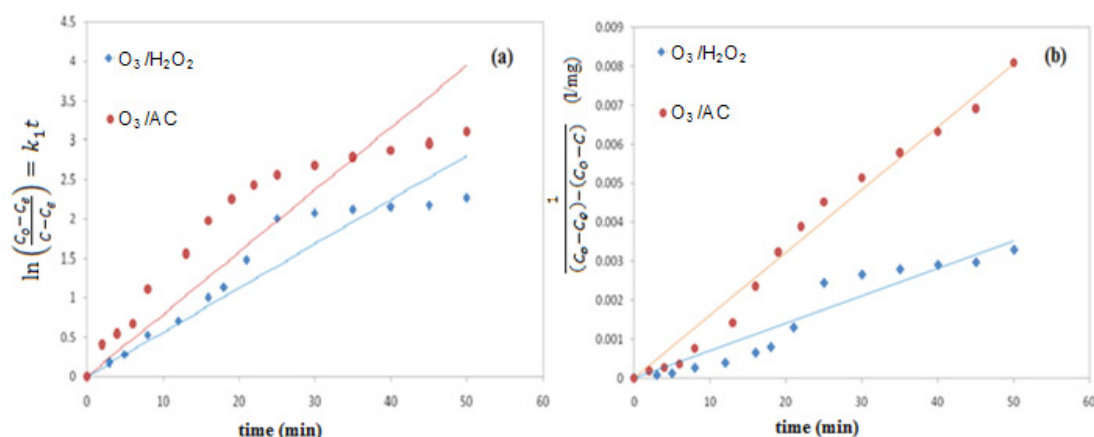 (a)
O₃/H₂O₂
O₃/AC
ln((C₀−Cₑ)/(C−Cₑ)) = k₁t
4.5
4
3.5
3
2.5
2
1.5
1
0.5
0
0 10 20 30 40 50 60
time (min)
(b)
O₃/H₂O₂
O₃/AC
1/((C₀−Cₑ)−(C₀−C)) (l/mg)
0.009
0.008
0.007
0.006
0.005
0.004
0.003
0.002
0.001
0
0 10 20 30 40 50 60
time (min)